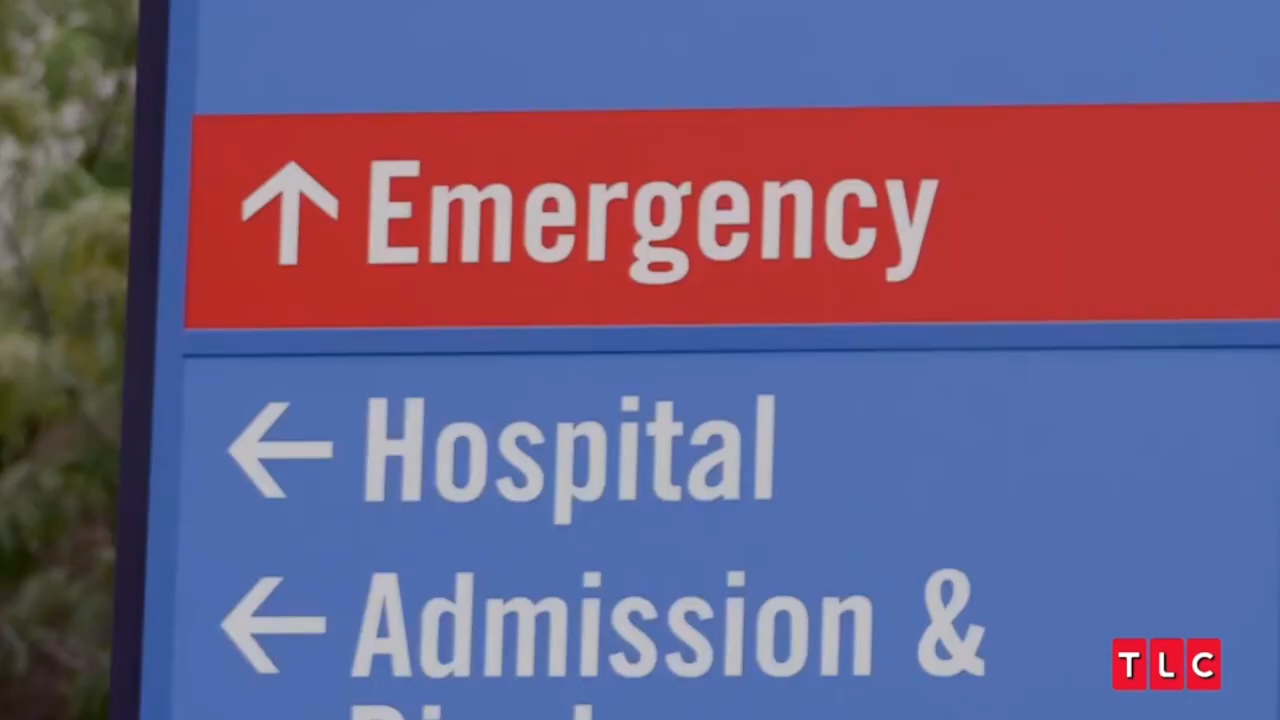 ↑ Emergency
← Hospital
← Admission &
TLC